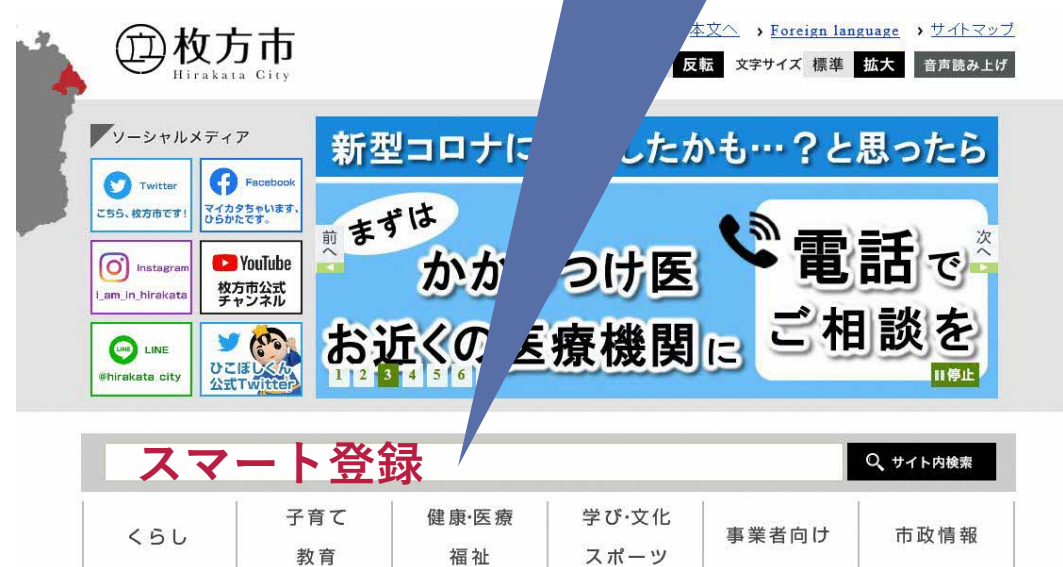 枚方市
Hirakata City
本文へ
Foreign language
サイトマップ
反転 文字サイズ 標準 拡大 音声読み上げ
ソーシャルメディア
Twitter
こちら、枚方市です!
Facebook
マイカタちゃいます、
ひらかたです。
Instagram
i_am_in_hirakata
YouTube
枚方市公式
チャンネル
LINE
LINE
@hirakata city
ひこぼしくん
公式Twitter
新型コロナに したかも…?と思ったら
前へ
まずは
かか つけ医
お近くの医療機関に
電話で
ご相談を
次へ
1 2 3 4 5 6
停止
スマート登録
サイト内検索
くらし
子育て
教育
健康・医療
福祉
学び・文化
スポーツ
事業者向け
市政情報